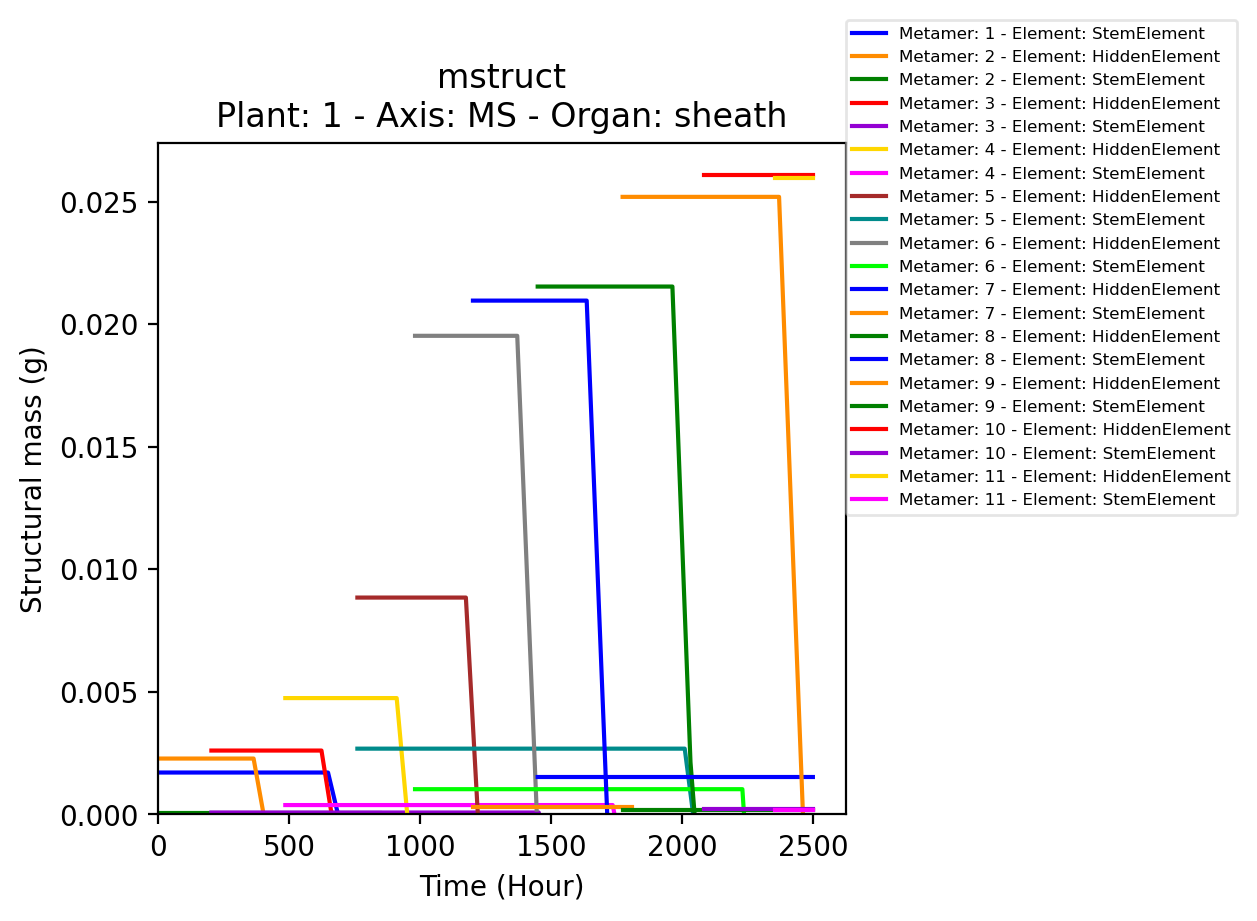 mstruct
Plant: 1 - Axis: MS - Organ: sheath
Metamer: 1 - Element: StemElement
Metamer: 2 - Element: HiddenElement
Metamer: 2 - Element: StemElement
Metamer: 3 - Element: HiddenElement
Metamer: 3 - Element: StemElement
Metamer: 4 - Element: HiddenElement
Metamer: 4 - Element: StemElement
Metamer: 5 - Element: HiddenElement
Metamer: 5 - Element: StemElement
Metamer: 6 - Element: HiddenElement
Metamer: 6 - Element: StemElement
Metamer: 7 - Element: HiddenElement
Metamer: 7 - Element: StemElement
Metamer: 8 - Element: HiddenElement
Metamer: 8 - Element: StemElement
Metamer: 9 - Element: HiddenElement
Metamer: 9 - Element: StemElement
Metamer: 10 - Element: HiddenElement
Metamer: 10 - Element: StemElement
Metamer: 11 - Element: HiddenElement
Metamer: 11 - Element: StemElement
Structural mass (g)
0.025
0.020
0.015
0.010
0.005
0.000
0 500 1000 1500 2000 2500
Time (Hour)